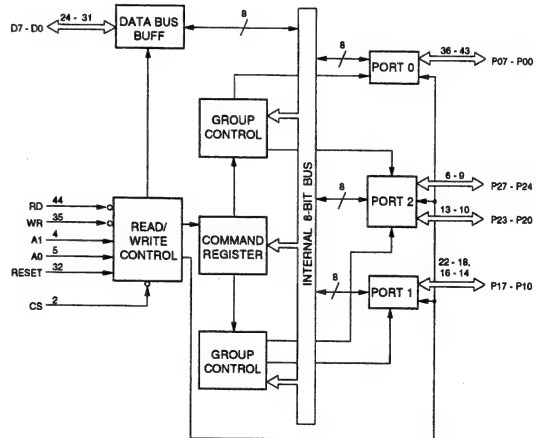 24 - 31
D7 - D0
DATA BUS
BUFF
8
8
36 - 43
PORT 0
P07 - P00
GROUP
CONTROL
INTERNAL 8-BIT BUS
6 - 9
P27 - P24
8
PORT 2
13 - 10
P23 - P20
RD 44
WR 35
A1 4
A0 5
RESET 32
CS 2
READ/
WRITE
CONTROL
COMMAND
REGISTER
8
PORT 1
22 - 18,
16 - 14
P17 - P10
GROUP
CONTROL